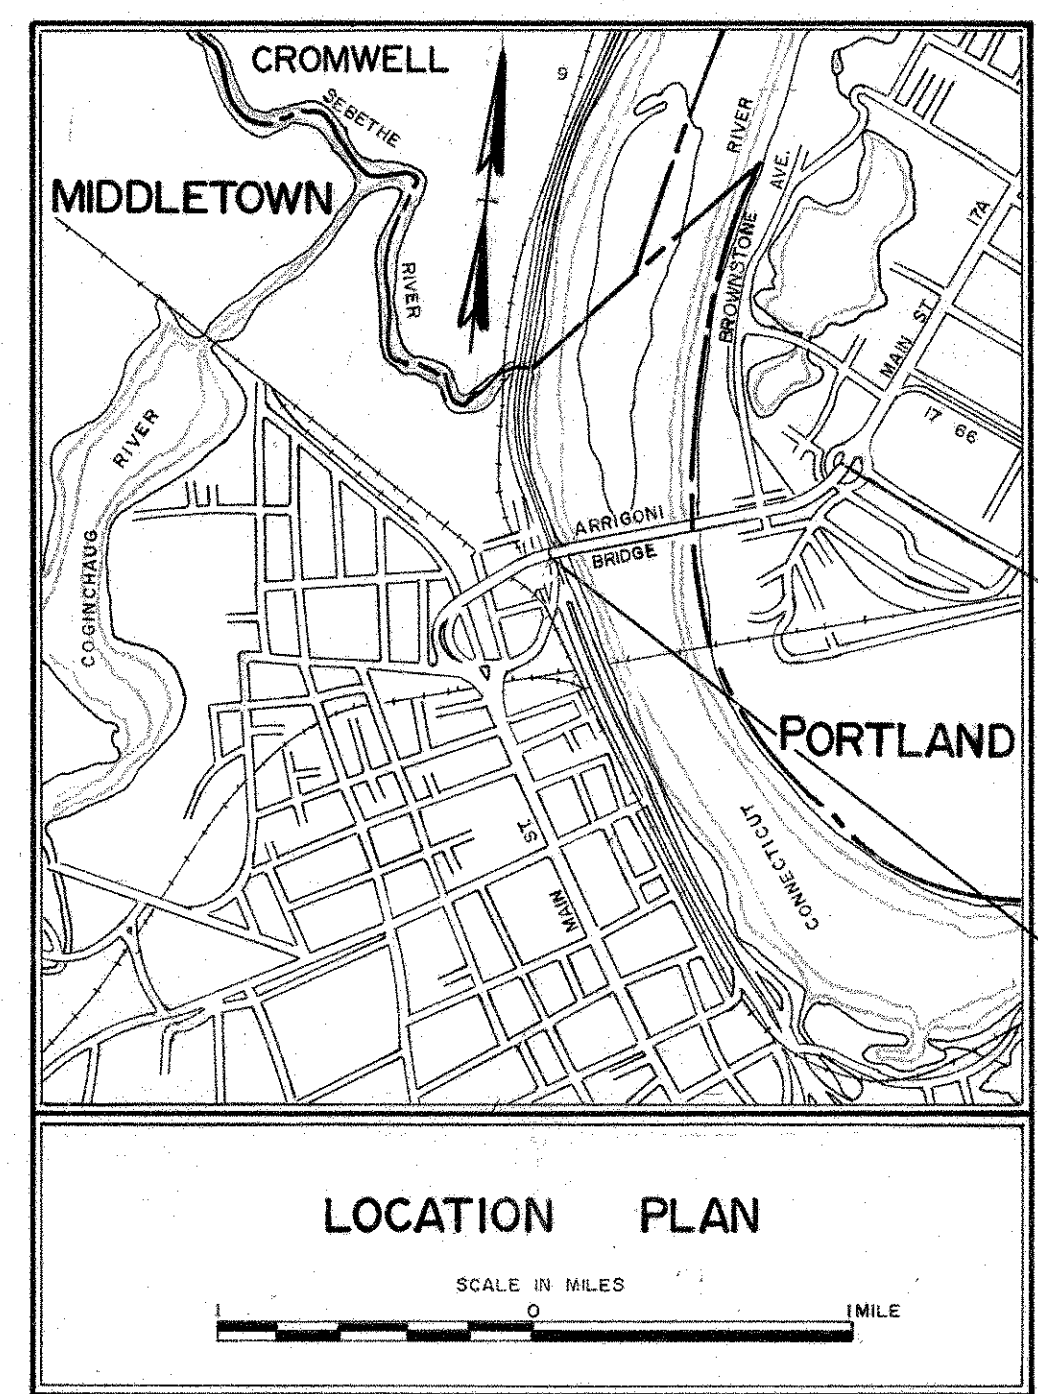 CROMWELL
9
SEBETHE
RIVER
AVE.
MIDDLETOWN
17A
RIVER
BROWNSTONE
MAIN ST.
RIVER
17 66
ARRIGONI
BRIDGE
COGINCHAUG
PORTLAND
ST.
MAIN
CONNECTICUT
LOCATION PLAN
SCALE IN MILES
1 0 1 MILE